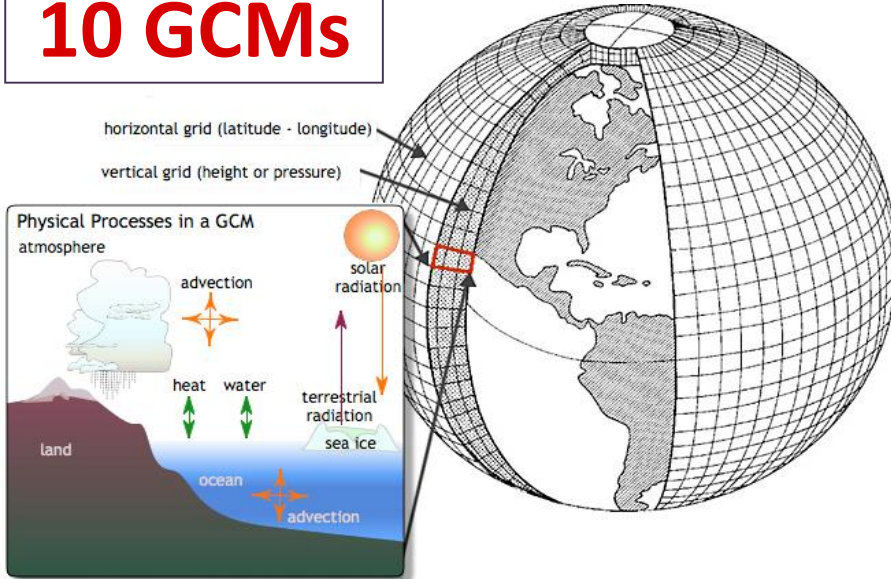 10 GCMs
horizontal grid (latitude - longitude)
vertical grid (height or pressure)
Physical Processes in a GCM
atmosphere
solar
radiation
advection
heat
water
terrestrial
radiation
sea ice
land
ocean
advection